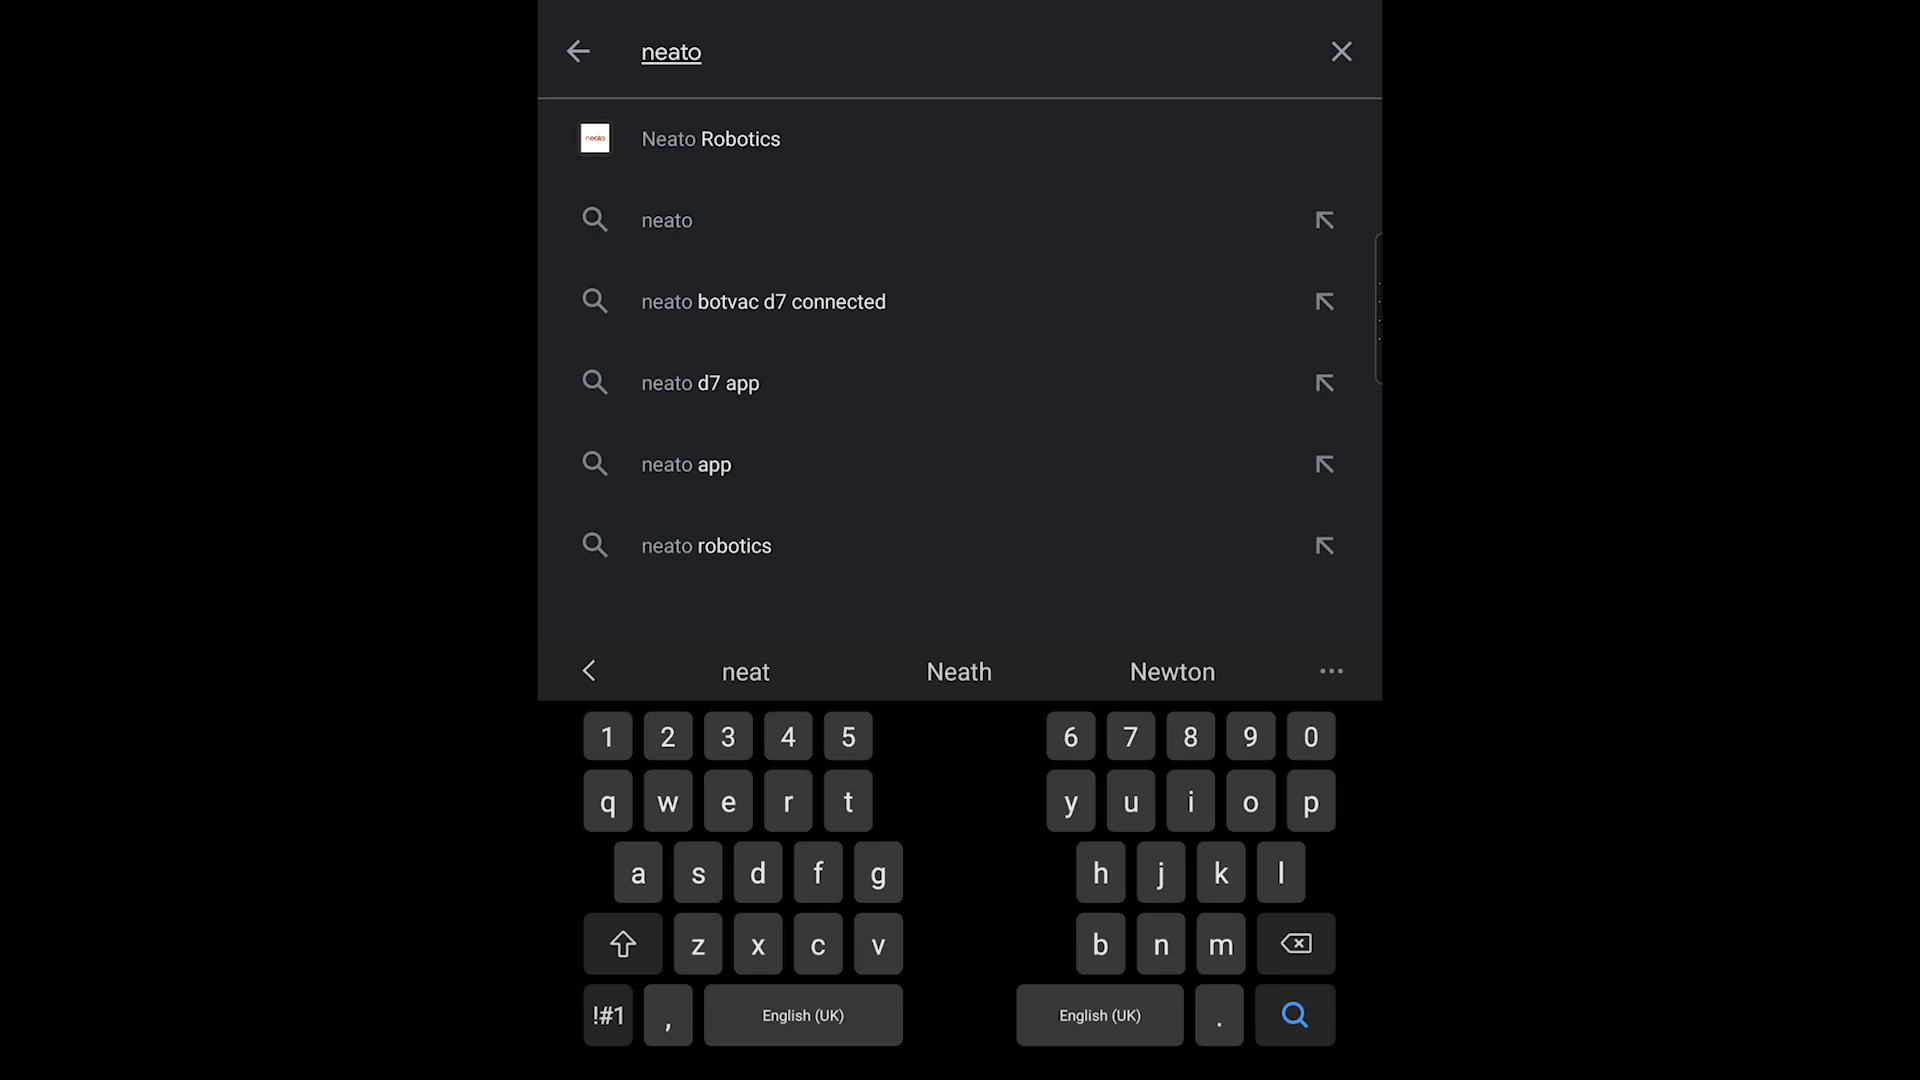 neato
neato
Neato Robotics
neato
neato botvac d7 connected
neato d7 app
neato app
neato robotics
neat Neath Newton
1 2 3 4 5 6 7 8 9 0
q w e r t y u i o p
a s d f g h j k l
z x c v b n m
!#1 , English (UK) English (UK) .